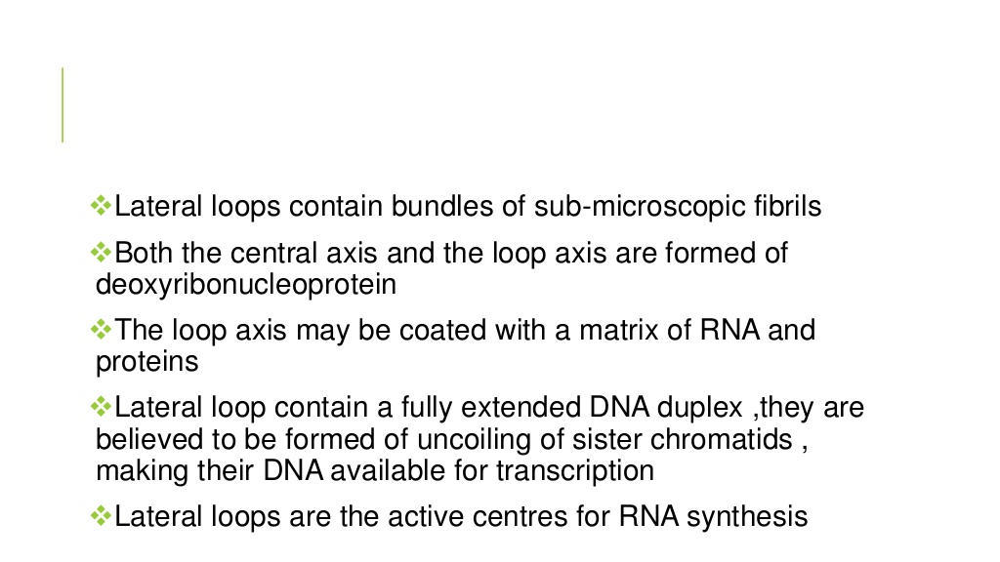 ❖Lateral loops contain bundles of sub-microscopic fibrils
❖Both the central axis and the loop axis are formed of
deoxyribonucleoprotein
❖The loop axis may be coated with a matrix of RNA and
proteins
❖Lateral loop contain a fully extended DNA duplex ,they are
believed to be formed of uncoiling of sister chromatids ,
making their DNA available for transcription
❖Lateral loops are the active centres for RNA synthesis